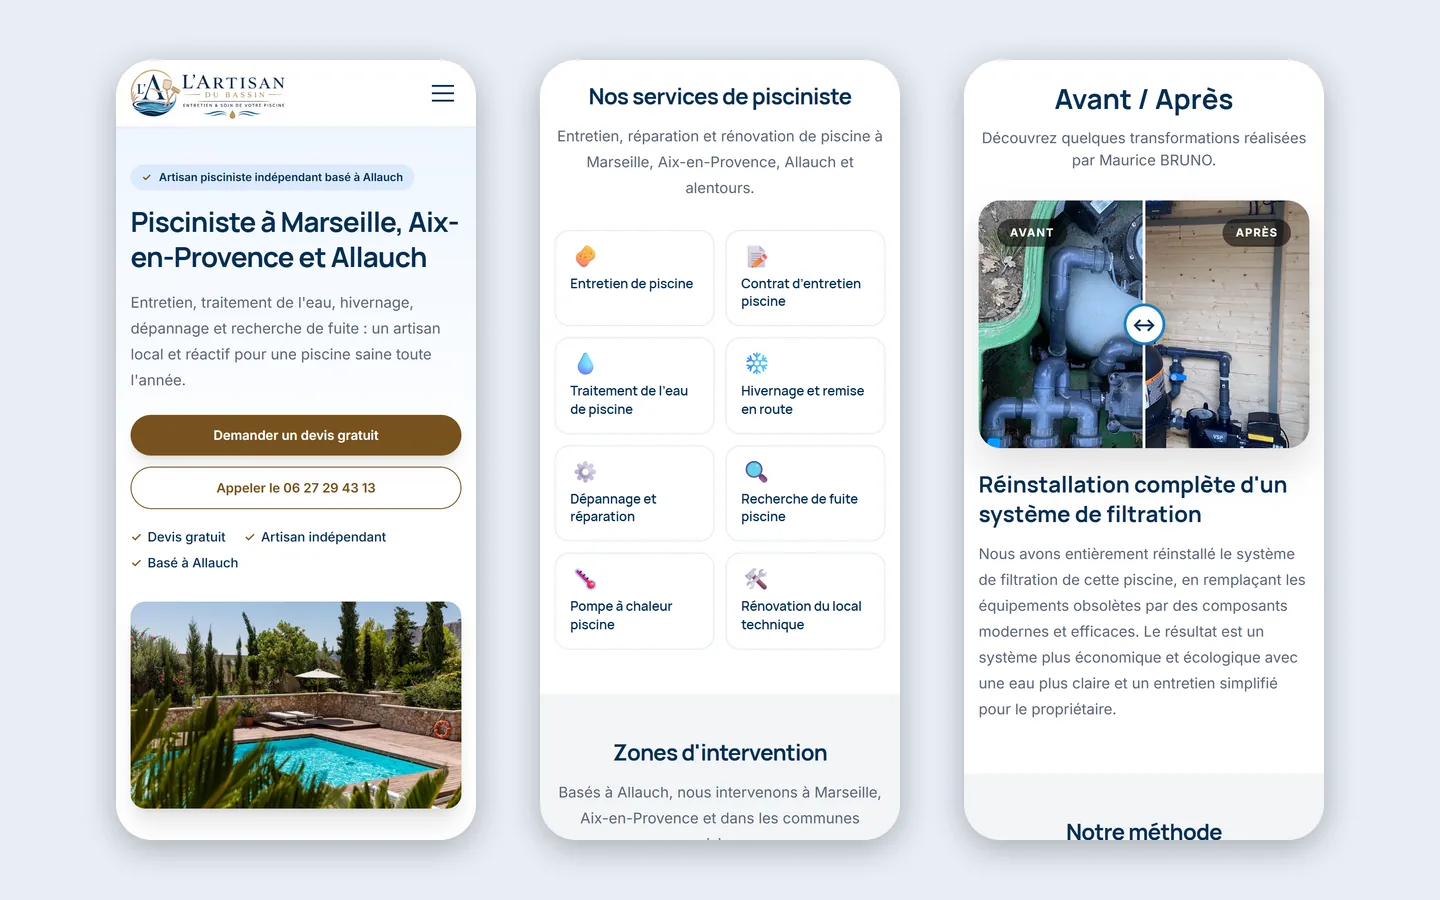 L'A
L'ARTISAN
DU BASSIN
ENTRETIEN & SOIN DE VOTRE PISCINE
Artisan pisciniste indépendant basé à Allauch
Pisciniste à Marseille, Aix-
en-Provence et Allauch
Entretien, traitement de l'eau, hivernage,
dépannage et recherche de fuite : un artisan
local et réactif pour une piscine saine toute
l'année.
Demander un devis gratuit
Appeler le 06 27 29 43 13
Devis gratuit
Artisan indépendant
Basé à Allauch
Nos services de pisciniste
Entretien, réparation et rénovation de piscine à
Marseille, Aix-en-Provence, Allauch et
alentours.
Entretien de piscine
Contrat d'entretien
piscine
Traitement de l'eau
de piscine
Hivernage et remise
en route
Dépannage et
réparation
Recherche de fuite
piscine
Pompe à chaleur
piscine
Rénovation du local
technique
Zones d'intervention
Basés à Allauch, nous intervenons à Marseille,
Aix-en-Provence et dans les communes
Avant / Après
Découvrez quelques transformations réalisées
par Maurice BRUNO.
AVANT
APRÈS
VSP
Réinstallation complète d'un
système de filtration
Nous avons entièrement réinstallé le système
de filtration de cette piscine, en remplaçant les
équipements obsolètes par des composants
modernes et efficaces. Le résultat est un
système plus économique et écologique avec
une eau plus claire et un entretien simplifié
pour le propriétaire.
Notre méthode